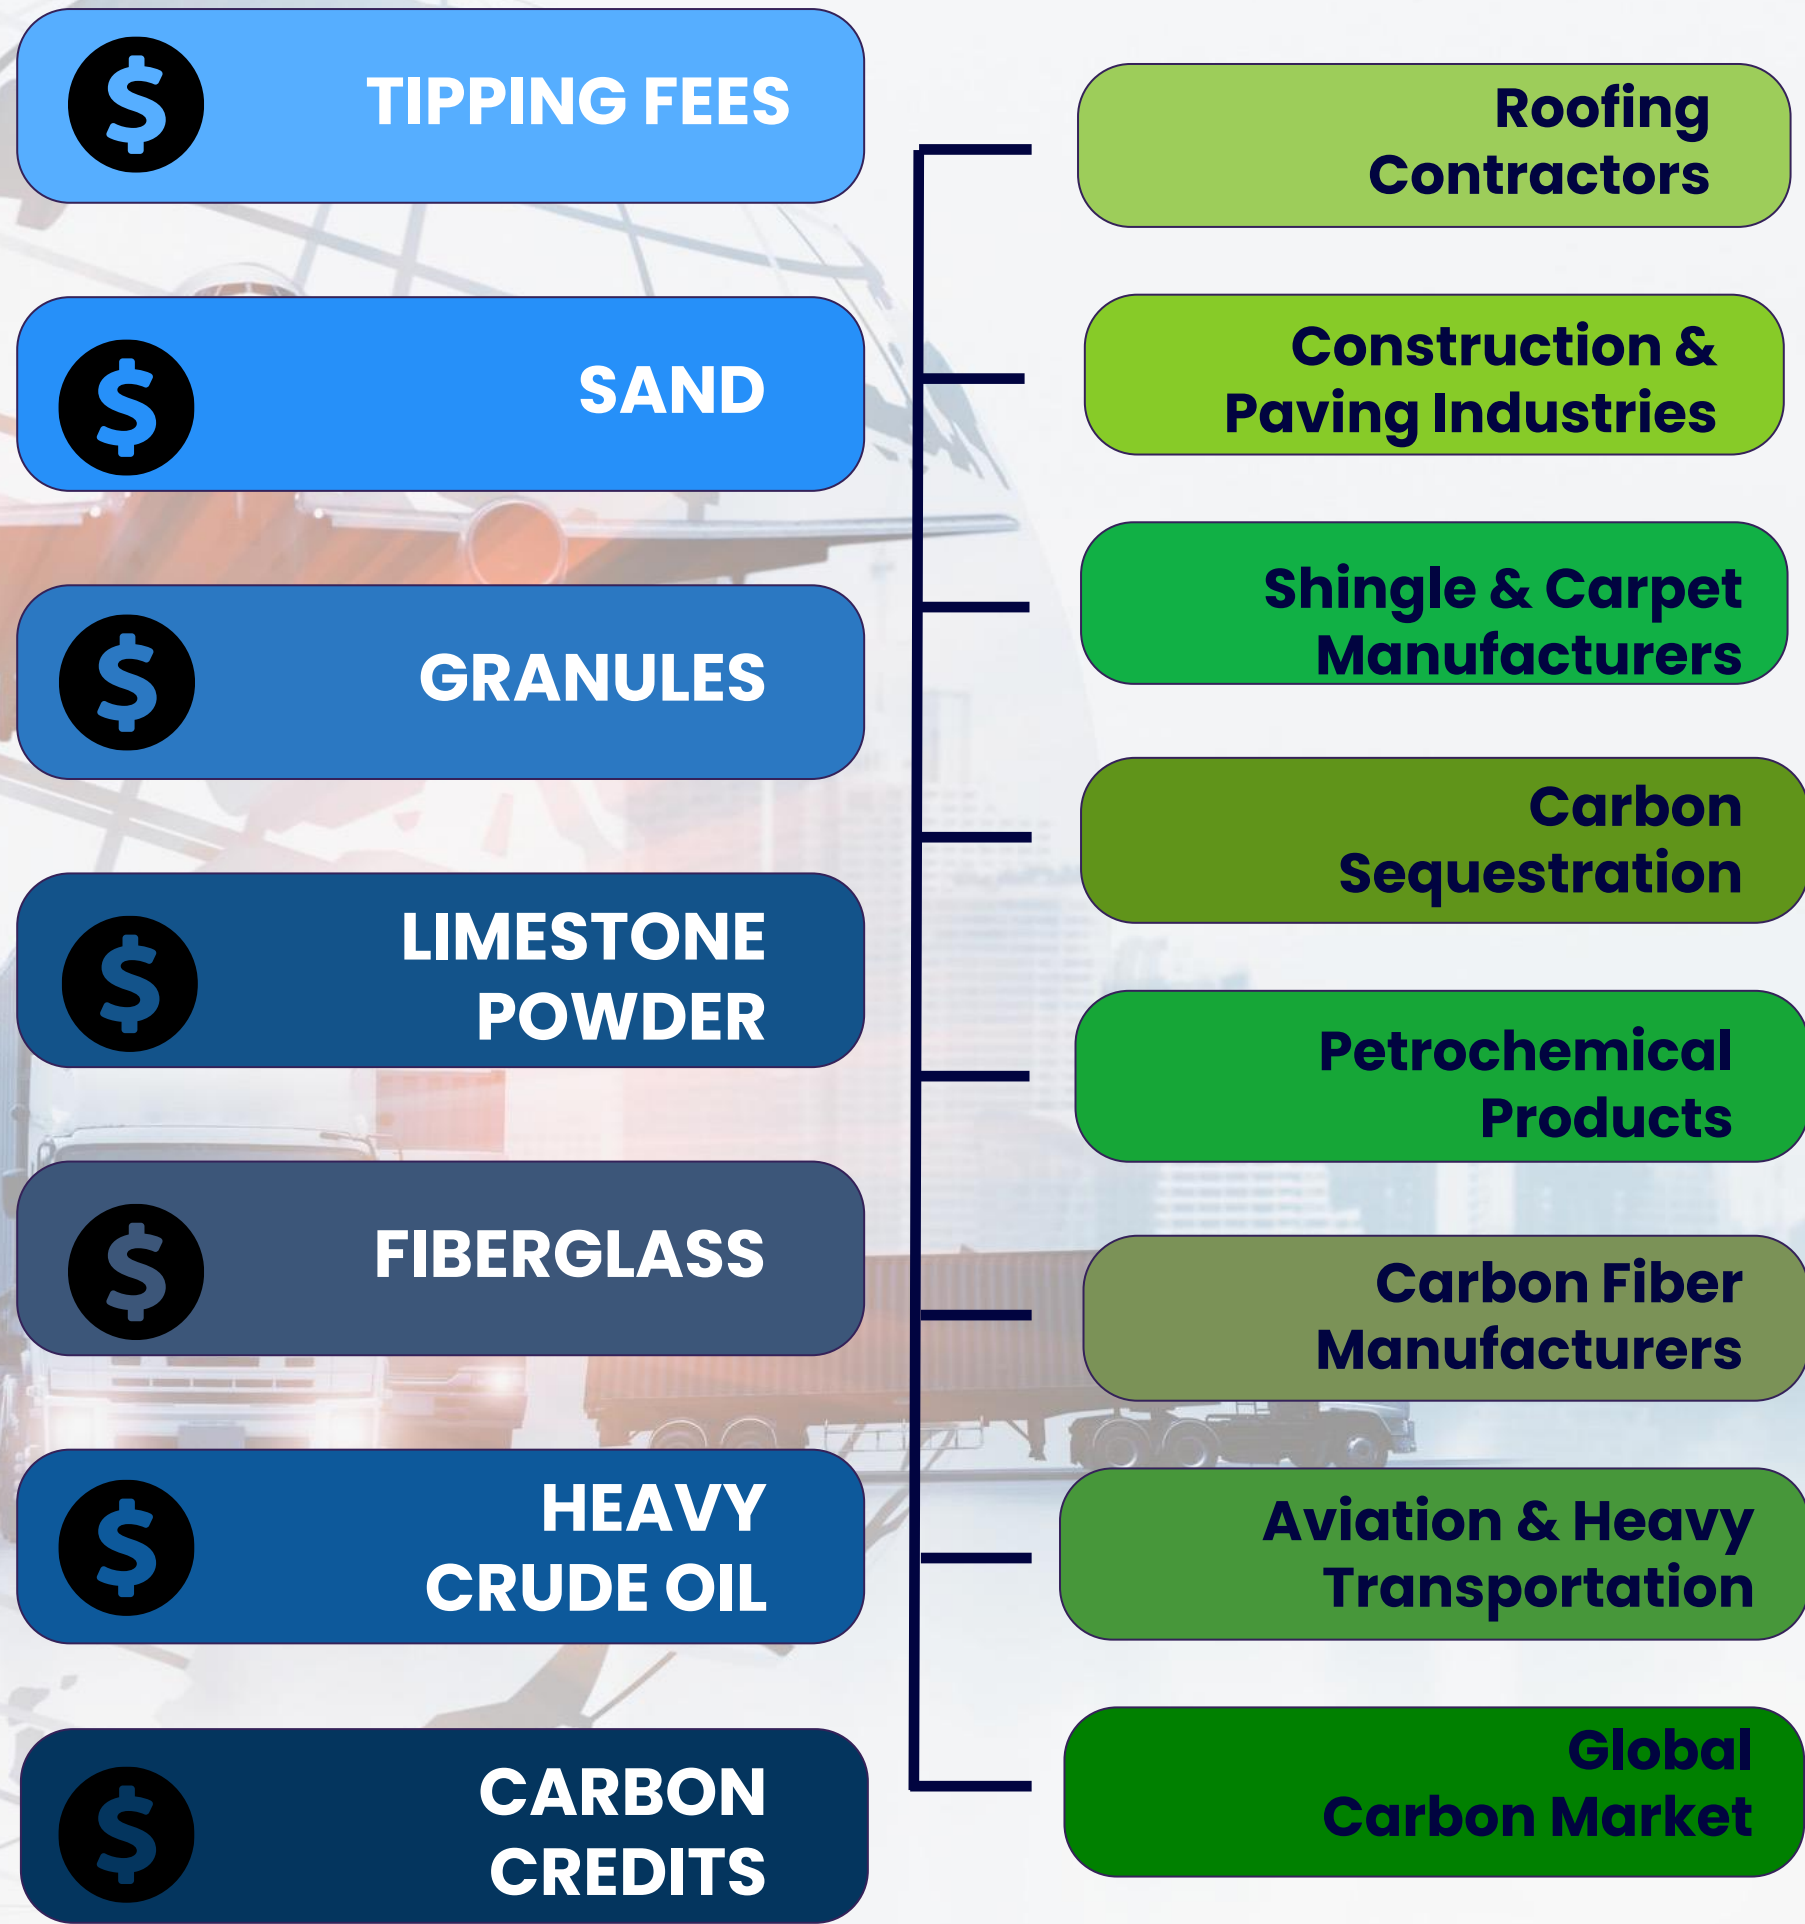 TIPPING FEES
SAND
GRANULES
LIMESTONE
POWDER
FIBERGLASS
HEAVY
CRUDE OIL
CARBON
CREDITS
Roofing
Contractors
Construction &
Paving Industries
Shingle & Carpet
Manufacturers
Carbon
Sequestration
Petrochemical
Products
Carbon Fiber
Manufacturers
Aviation & Heavy
Transportation
Global
Carbon Market